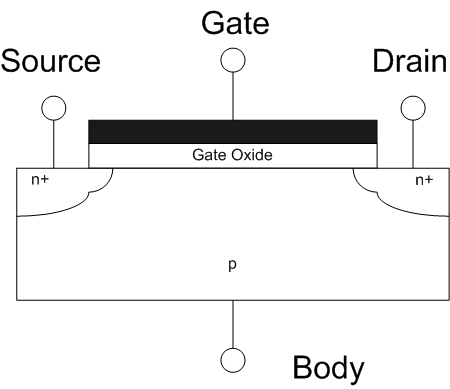 Gate
Source
Drain
Gate Oxide
n+
n+
p
Body